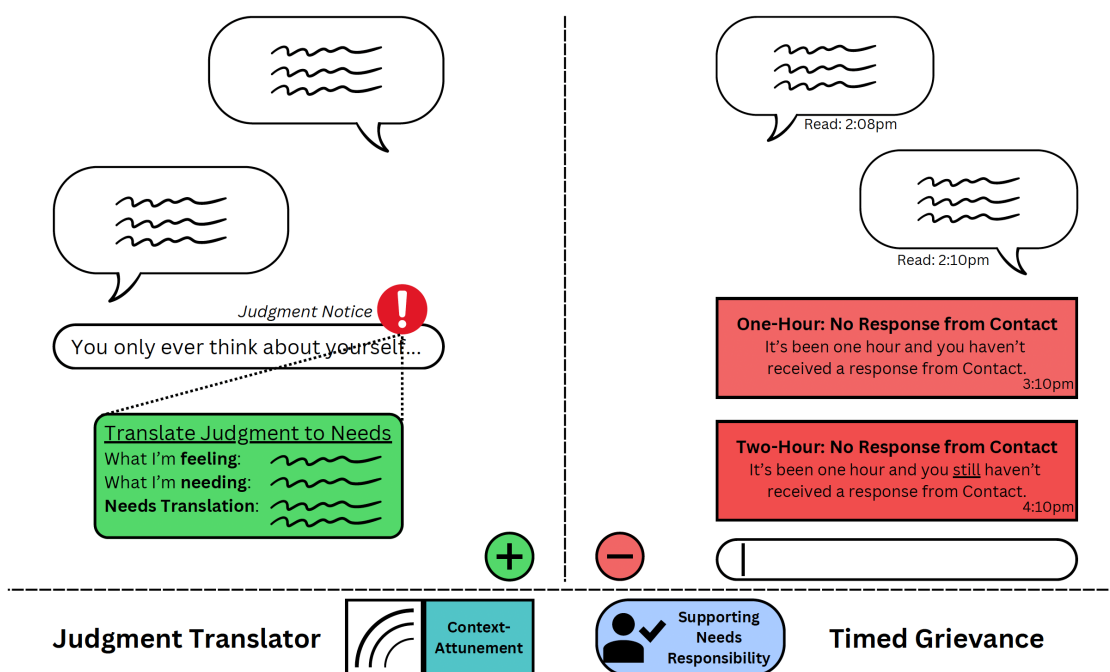 Judgment Notice
!
You only ever think about yourself...
Translate Judgment to Needs
What I'm feeling:
What I'm needing:
Needs Translation:
+
Read: 2:08pm
Read: 2:10pm
One-Hour: No Response from Contact
It's been one hour and you haven't
received a response from Contact.
3:10pm
Two-Hour: No Response from Contact
It's been one hour and you still haven't
received a response from Contact.
4:10pm
−
Judgment Translator
Context-
Attunement
Supporting
Needs
Responsibility
Timed Grievance